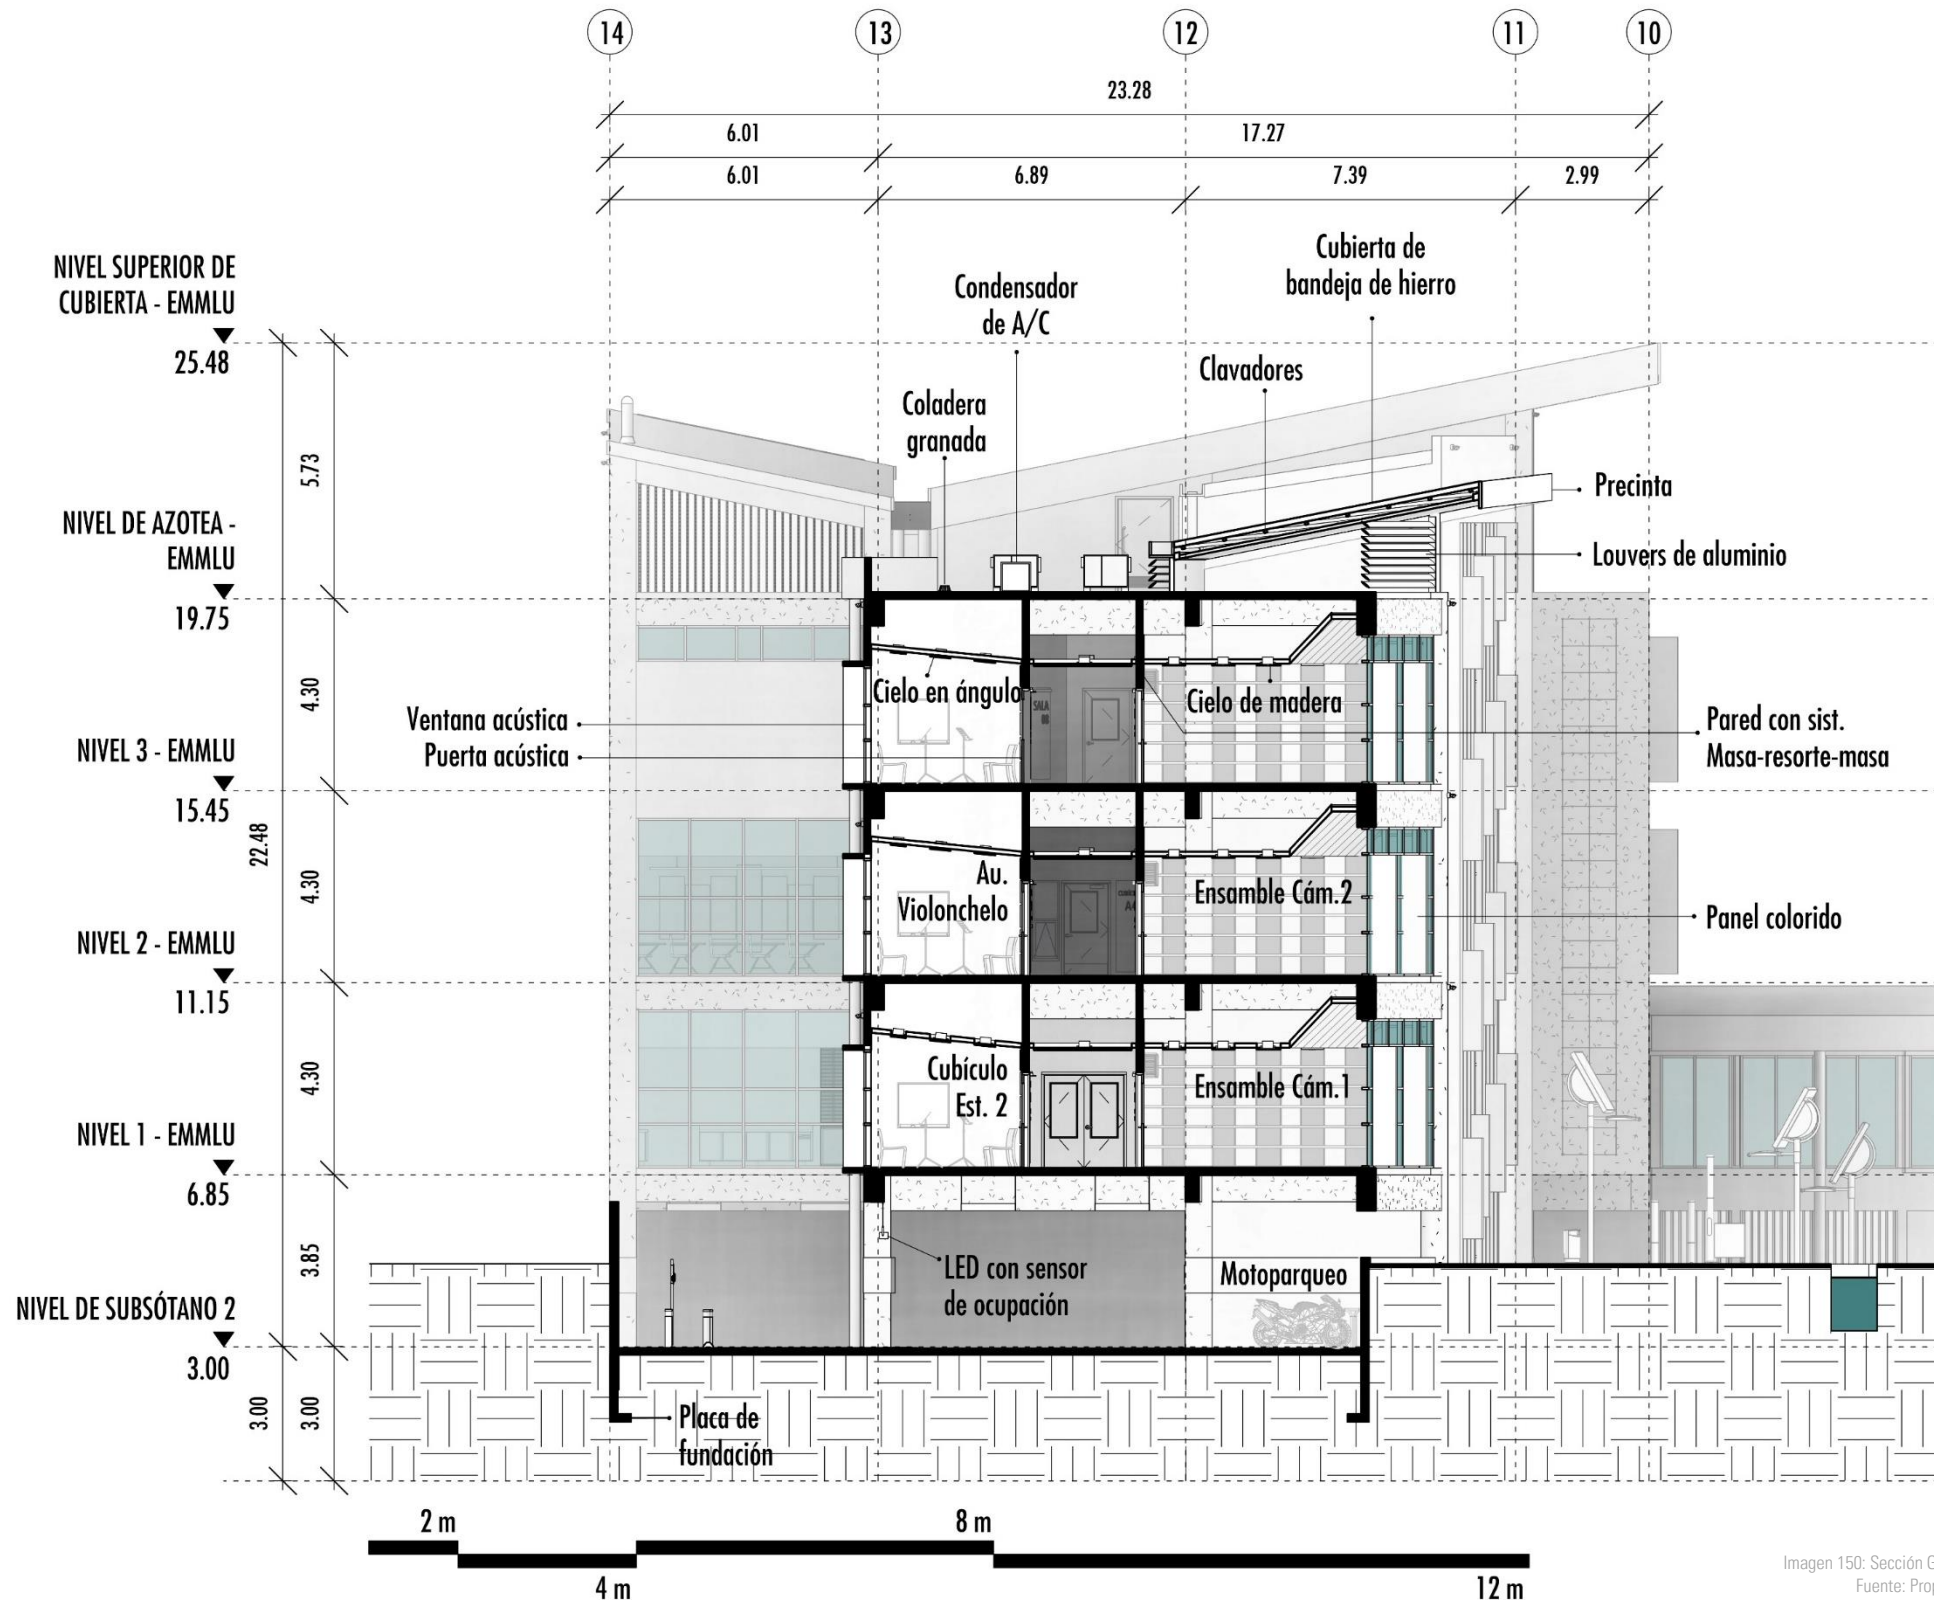 14
13
12
11
10
23.28
6.01
17.27
6.01
6.89
7.39
2.99
NIVEL SUPERIOR DE
CUBIERTA - EMMLU
25.48
Condensador
de A/C
Cubierta de
bandeja de hierro
Clavadores
Coladera
granada
Precinta
Louvers de aluminio
5.73
NIVEL DE AZOTEA -
EMMLU
19.75
4.30
Cielo en ángulo
SALA
Cielo de madera
Ventana acústica
Puerta acústica
Pared con sist.
Masa-resorte-masa
NIVEL 3 - EMMLU
15.45
22.48
4.30
Au.
Violonchelo
Ensamble Cám.2
Panel colorido
NIVEL 2 - EMMLU
11.15
4.30
Cubículo
Est. 2
Ensamble Cám.1
NIVEL 1 - EMMLU
6.85
3.85
LED con sensor
de ocupación
Motoparqueo
NIVEL DE SUBSÓTANO 2
3.00
3.00
3.00
Placa de
fundación
2 m
8 m
4 m
12 m
Imagen 150: Sección
Fuente: